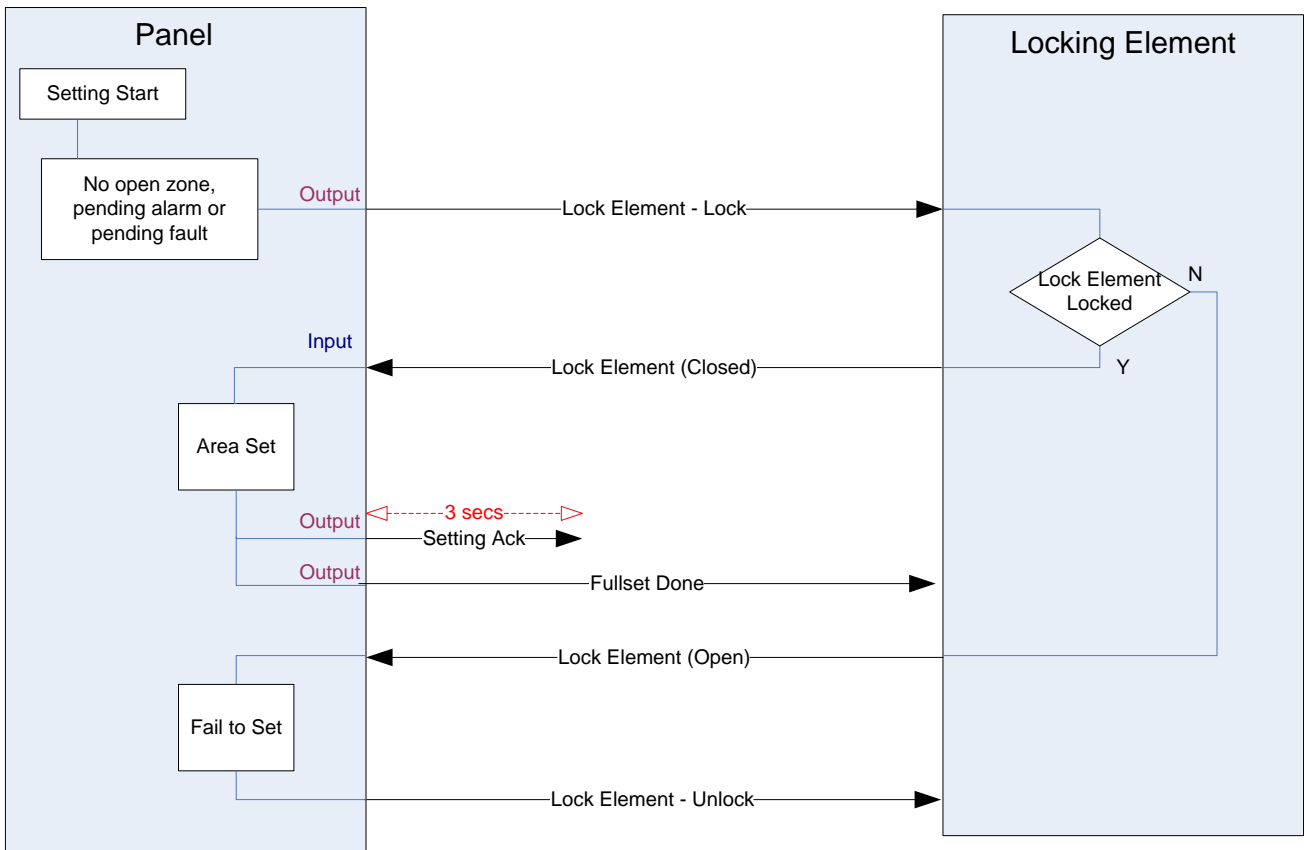 Panel
Locking Element
Setting Start
No open zone,
pending alarm or
pending fault
Output
Lock Element - Lock
Lock Element
Locked
N
Y
Input
Lock Element (Closed)
Area Set
3 secs
Output
Setting Ack
Output
Fullset Done
Lock Element (Open)
Fail to Set
Lock Element - Unlock